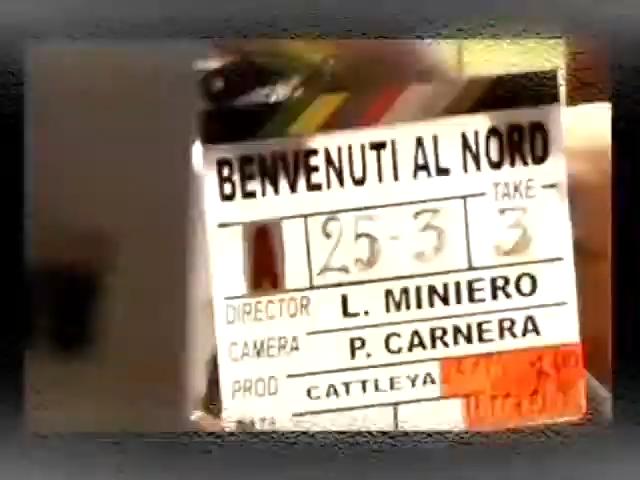 BENVENUTI AL NORD
TAKE
A 25-3 3
DIRECTOR L. MINIERO
CAMERA P. CARNERA
PROD CATTLEYA